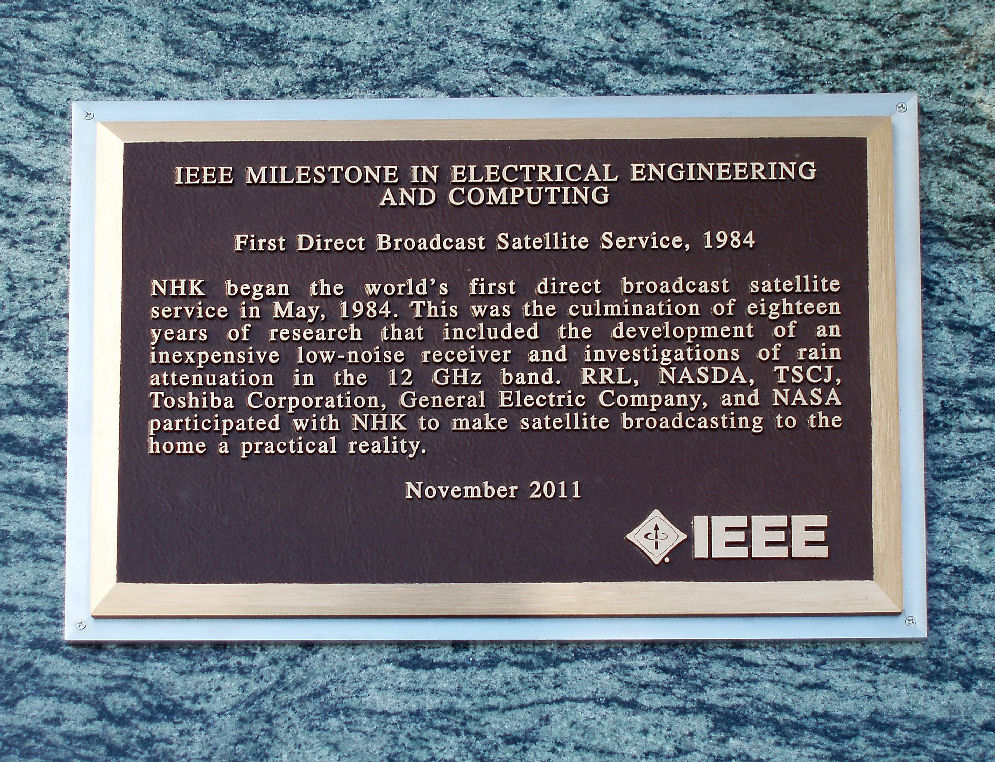 IEEE MILESTONE IN ELECTRICAL ENGINEERING
AND COMPUTING
First Direct Broadcast Satellite Service, 1984
NHK began the world's first direct broadcast satellite
service in May, 1984. This was the culmination of eighteen
years of research that included the development of an
inexpensive low-noise receiver and investigations of rain
attenuation in the 12 GHz band. RRL, NASDA, TSCJ,
Toshiba Corporation, General Electric Company, and NASA
participated with NHK to make satellite broadcasting to the
home a practical reality.
November 2011
IEEE